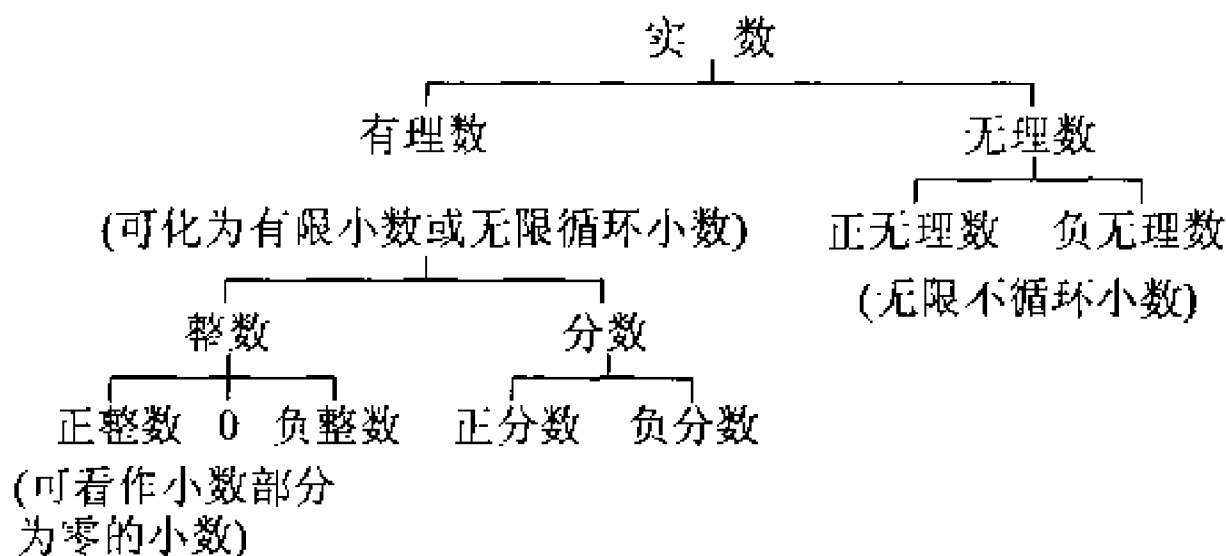 实 数
有理数 无理数
(可化为有限小数或无限循环小数) 正无理数 负无理数
(无限不循环小数)
整数 分数
正整数 0 负整数 正分数 负分数
(可看作小数部分
为零的小数)